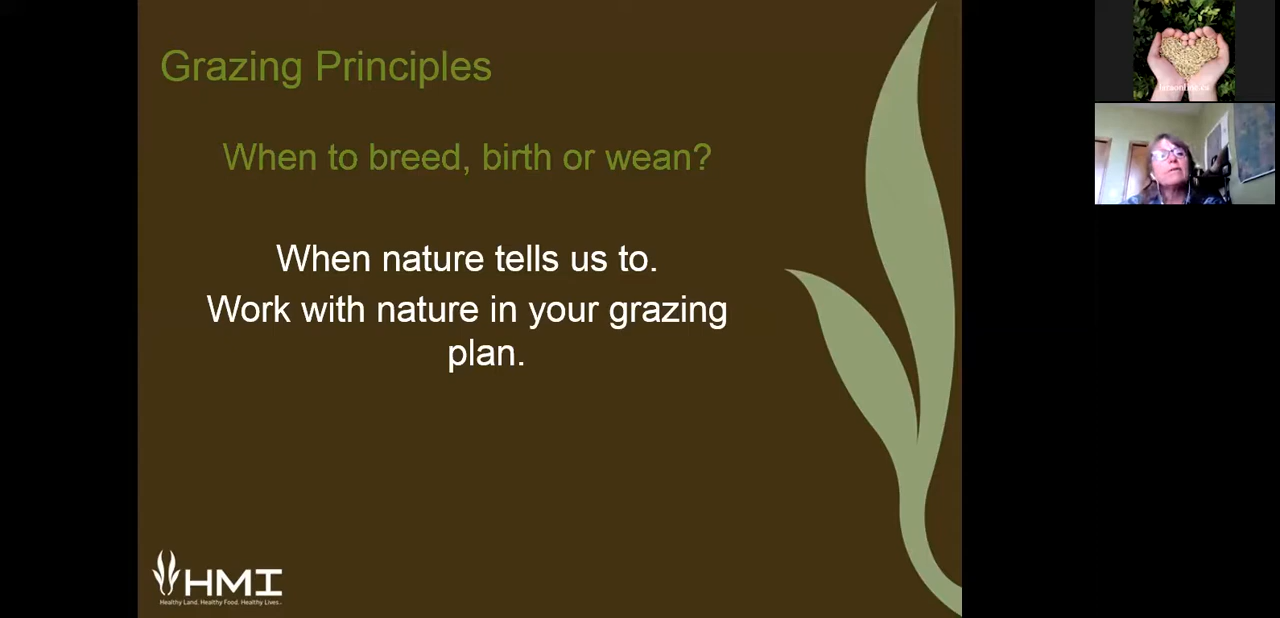 Grazing Principles
When to breed, birth or wean?
When nature tells us to.
Work with nature in your grazing
plan.
HMI
Healthy Land. Healthy Food. Healthy Lives.